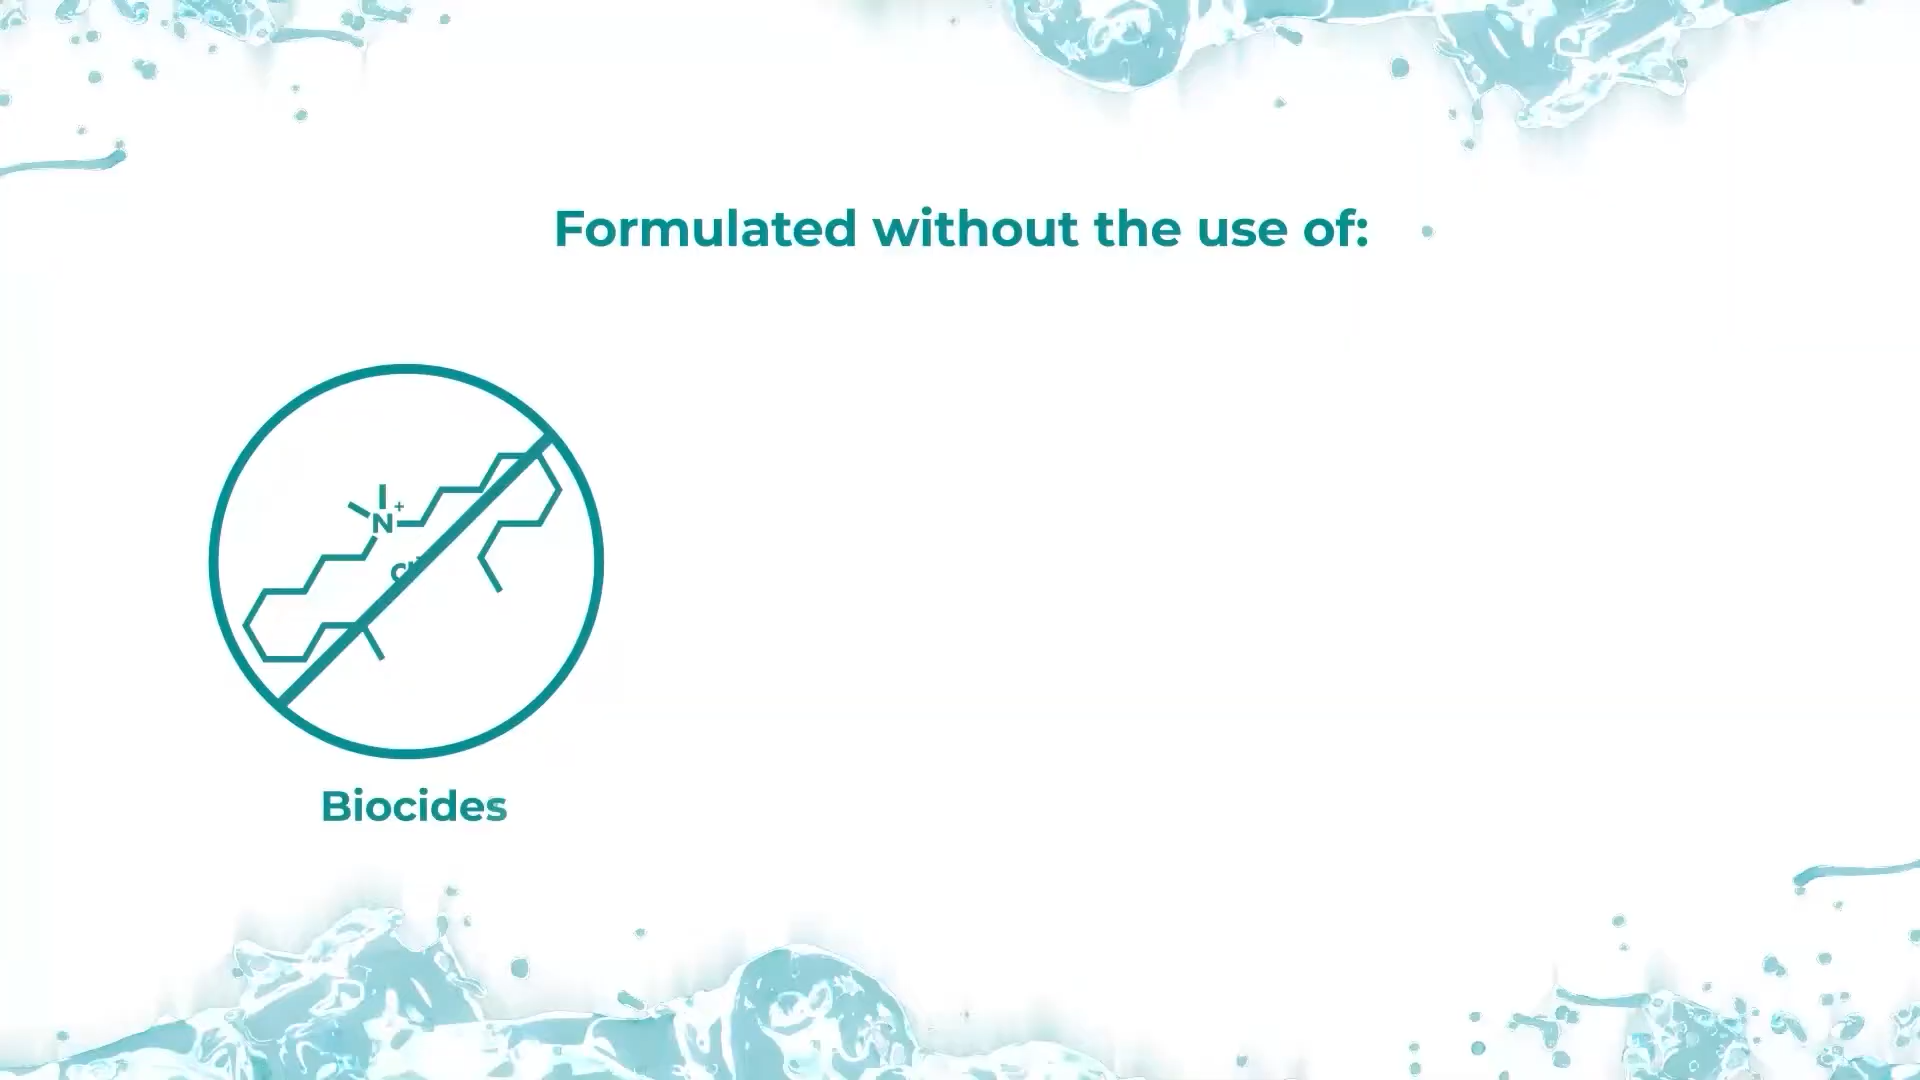 Formulated without the use of:
N+
Biocides